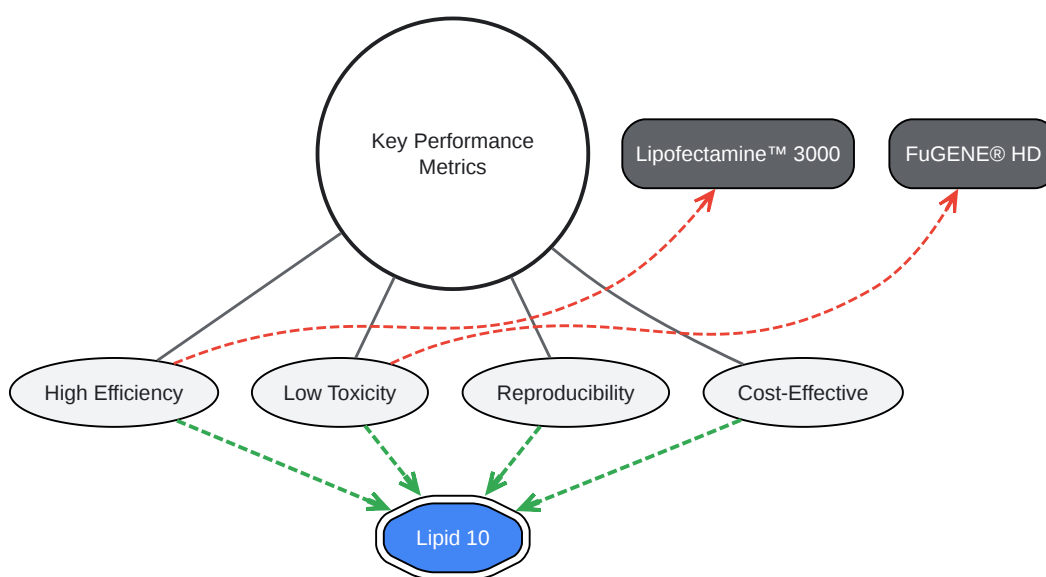 Key Performance
Metrics
Lipofectamine™ 3000
FuGENE® HD
High Efficiency
Low Toxicity
Reproducibility
Cost-Effective
Lipid 10